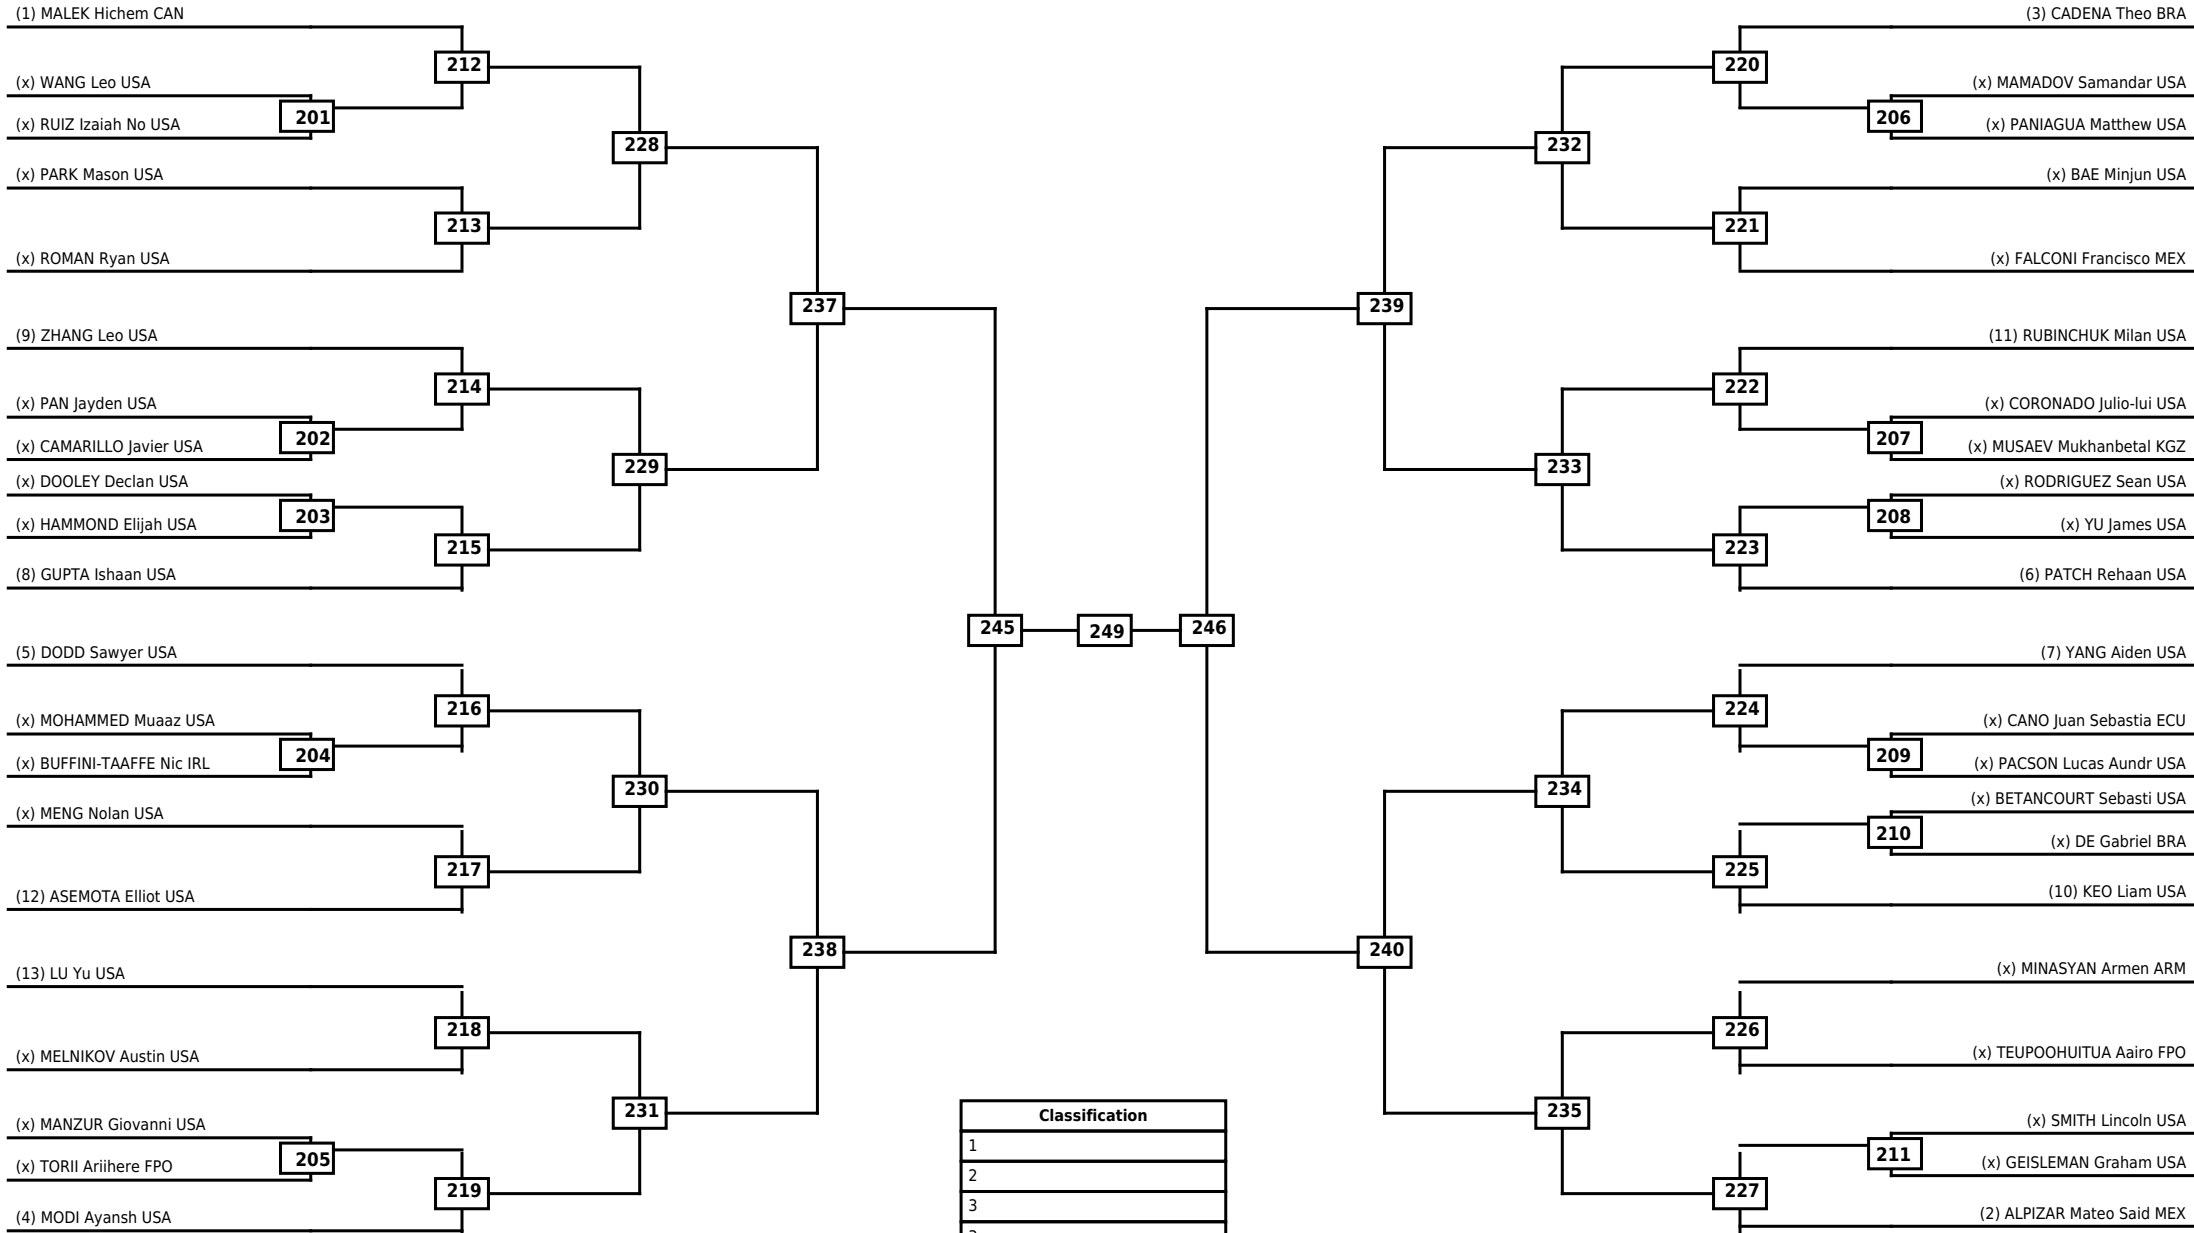 (1) MALEK Hichem CAN
(x) WANG Leo USA
(x) RUIZ Izaiah No USA
(x) PARK Mason USA
(x) ROMAN Ryan USA
(9) ZHANG Leo USA
(x) PAN Jayden USA
(x) CAMARILLO Javier USA
(x) DOOLEY Declan USA
(x) HAMMOND Elijah USA
(8) GUPTA Ishaan USA
(5) DODD Sawyer USA
(x) MOHAMMED Muaaz USA
(x) BUFFINI-TAAFFE Nic IRL
(x) MENG Nolan USA
(12) ASEMOTA Elliot USA
(13) LU Yu USA
(x) MELNIKOV Austin USA
(x) MANZUR Giovanni USA
(x) TORII Ariihere FPO
(4) MODI Ayansh USA
201
202
203
204
205
212
213
214
215
216
217
218
219
228
229
230
231
237
238
245
249
246
239
240
232
233
234
235
220
221
222
223
224
225
226
227
206
207
208
209
210
211
(3) CADENA Theo BRA
(x) MAMADOV Samandar USA
(x) PANIAGUA Matthew USA
(x) BAE Minjun USA
(x) FALCONI Francisco MEX
(11) RUBINCHUK Milan USA
(x) CORONADO Julio-lui USA
(x) MUSAEV Mukhanbetal KGZ
(x) RODRIGUEZ Sean USA
(x) YU James USA
(6) PATCH Rehaan USA
(7) YANG Aiden USA
(x) CANO Juan Sebastia ECU
(x) PACSON Lucas Aundr USA
(x) BETANCOURT Sebasti USA
(x) DE Gabriel BRA
(10) KEO Liam USA
(x) MINASYAN Armen ARM
(x) TEUPOOHUITUA Aairo FPO
(x) SMITH Lincoln USA
(x) GEISLEMAN Graham USA
(2) ALPIZAR Mateo Said MEX
Classification
1
2
3